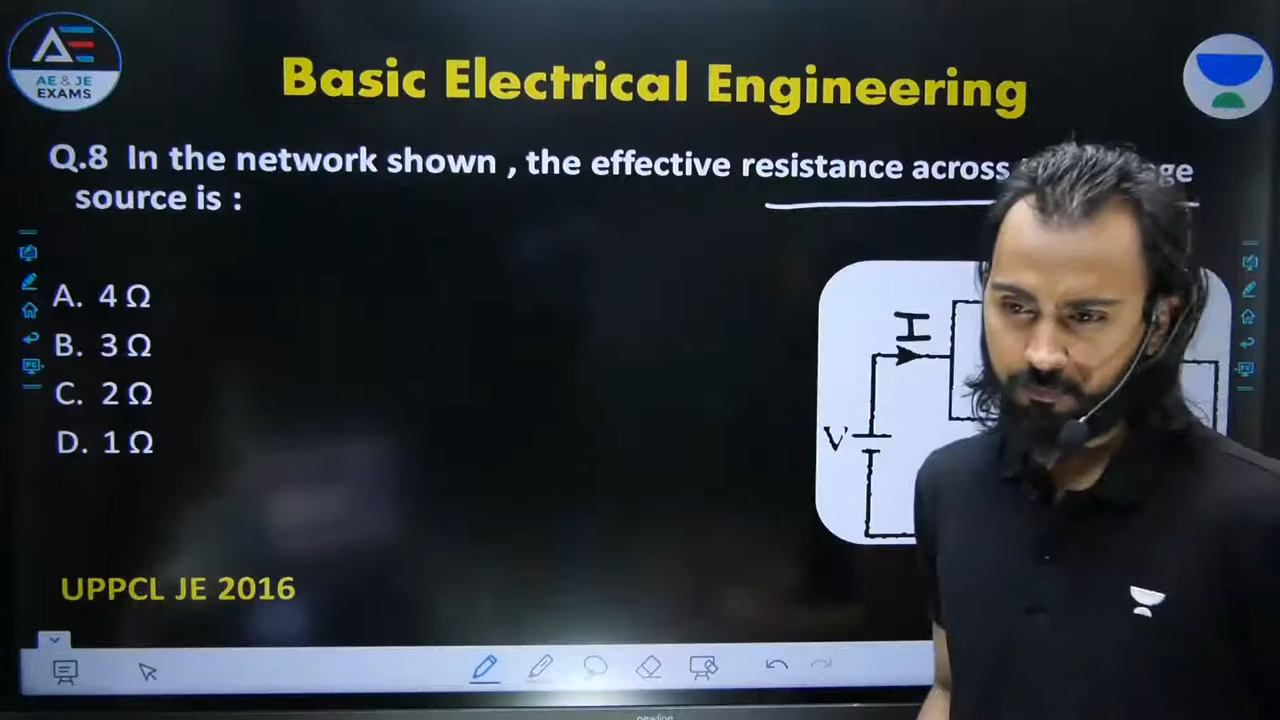 AE & JE
EXAMS
Basic Electrical Engineering
Q.8 In the network shown , the effective resistance across
source is :
A. 4 Ω
B. 3 Ω
C. 2 Ω
D. 1 Ω
I
V
UPPCL JE 2016
newline